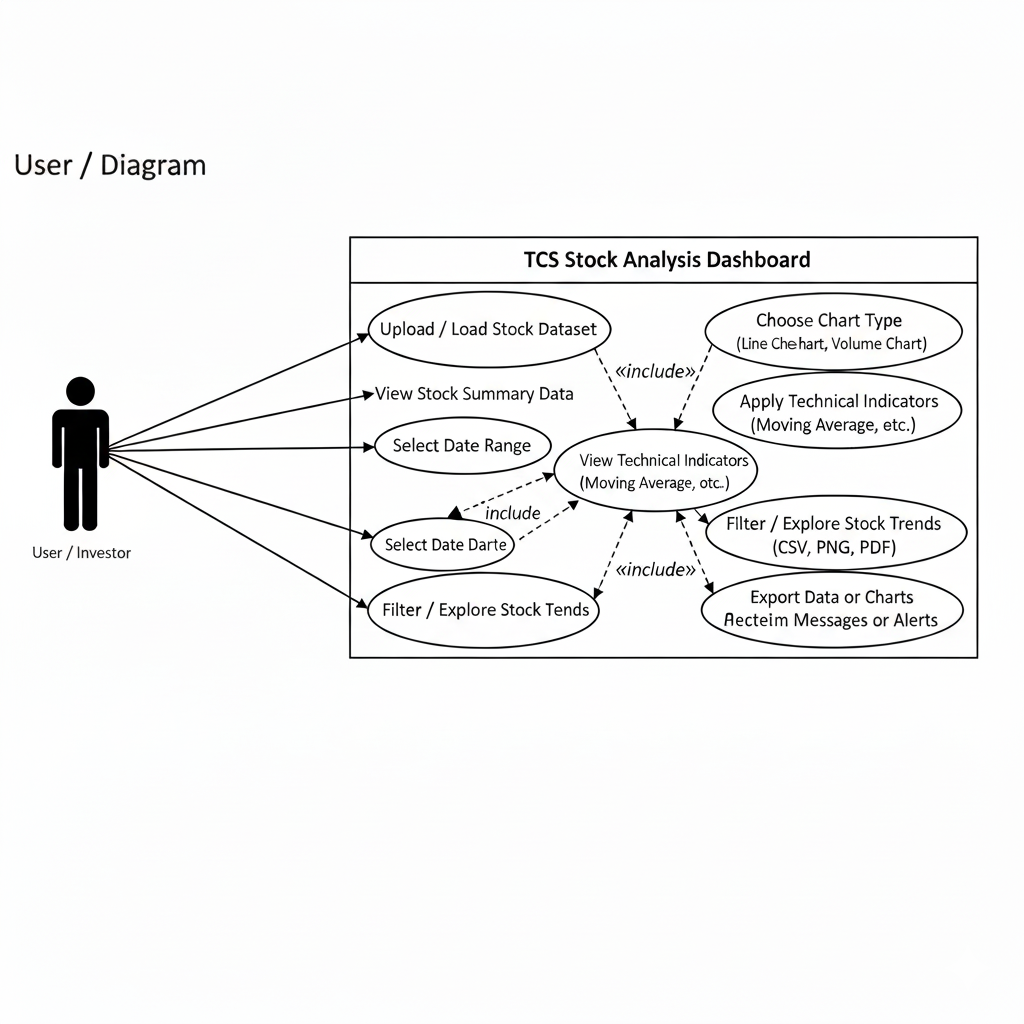 User / Diagram
TCS Stock Analysis Dashboard
Upload / Load Stock Dataset
View Stock Summary Data
Select Date Range
Select Date Darte
Filter / Explore Stock Tends
«include»
include
«include»
View Technical Indicators
(Moving Average, otc..)
Choose Chart Type
(Line Chehart, Volume Chart)
Apply Technical Indicators
(Moving Average, etc.)
Filter / Explore Stock Trends
(CSV, PNG, PDF)
Export Data or Charts
Messages or Alerts
User / Investor